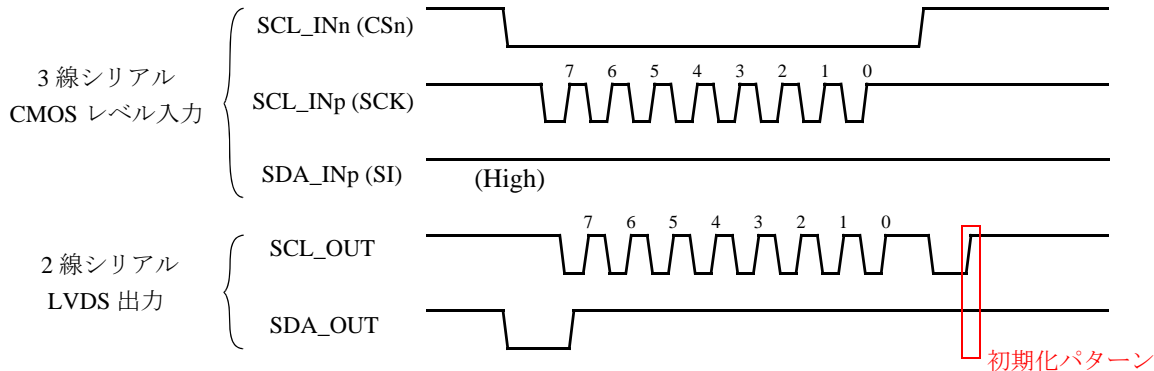 SCL_INn (CSn)
3 線シリアル
CMOS レベル入力
7 6 5 4 3 2 1 0
SCL_INp (SCK)
SDA_INp (SI)
(High)
7 6 5 4 3 2 1 0
SCL_OUT
2 線シリアル
LVDS 出力
SDA_OUT
初期化パターン